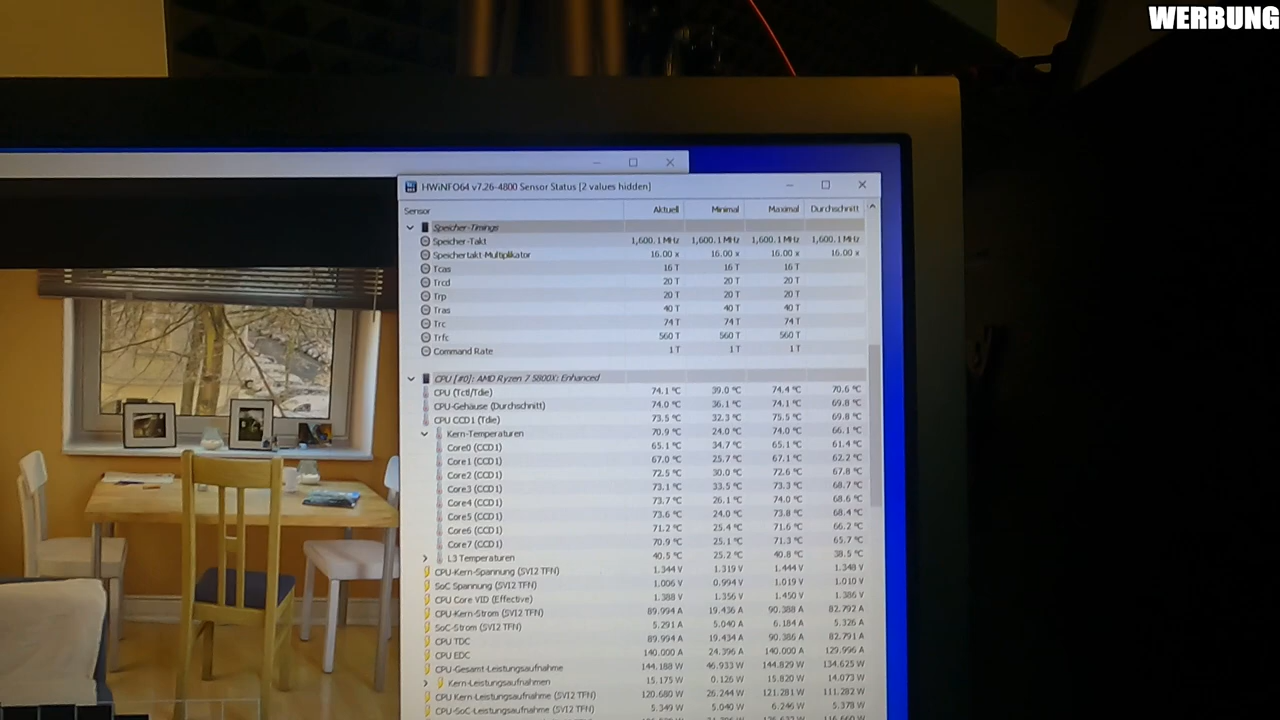 WERBUNG
HWiNFO64 v7.26-4800 Sensor Status [2 values hidden]
Sensor Aktuell Minimal Maximal Durchschnitt
Speicher-Timings
Speicher-Takt 1,600.1 MHz 1,600.1 MHz 1,600.1 MHz 1,600.1 MHz
Speichertakt-Multiplikator 16.00 x 16.00 x 16.00 x 16.00 x
Tcas 16 T 16 T 16 T
Trcd 20 T 20 T 20 T
Trp 20 T 20 T 20 T
Tras 40 T 40 T 40 T
Trc 74 T 74 T 74 T
Trfc 560 T 560 T 560 T
Command Rate 1 T 1 T 1 T
CPU [#0]: AMD Ryzen 7 5800X: Enhanced
CPU (Tctl/Tdie) 74.1 °C 39.0 °C 74.4 °C 70.6 °C
CPU-Gehäuse (Durchschnitt) 74.0 °C 36.1 °C 74.1 °C 69.8 °C
CPU CCD1 (Tdie) 73.5 °C 32.3 °C 75.5 °C 69.8 °C
Kern-Temperaturen 70.9 °C 24.0 °C 74.0 °C 66.1 °C
Core0 (CCD1) 65.1 °C 34.7 °C 65.1 °C 61.4 °C
Core1 (CCD1) 67.0 °C 25.7 °C 67.1 °C 62.2 °C
Core2 (CCD1) 72.5 °C 30.0 °C 72.6 °C 67.8 °C
Core3 (CCD1) 73.1 °C 33.5 °C 73.3 °C 68.7 °C
Core4 (CCD1) 73.7 °C 26.1 °C 74.0 °C 68.6 °C
Core5 (CCD1) 73.6 °C 24.0 °C 73.8 °C 68.4 °C
Core6 (CCD1) 71.2 °C 25.4 °C 71.6 °C 66.2 °C
Core7 (CCD1) 70.9 °C 25.1 °C 71.3 °C 65.7 °C
L3 Temperaturen 40.5 °C 25.2 °C 40.8 °C 38.5 °C
CPU-Kern-Spannung (SVI2 TFN) 1.344 V 1.319 V 1.444 V 1.348 V
SoC Spannung (SVI2 TFN) 1.006 V 0.994 V 1.019 V 1.010 V
CPU Core VID (Effective) 1.388 V 1.356 V 1.450 V 1.386 V
CPU-Kern-Strom (SVI2 TFN) 89.994 A 19.436 A 90.388 A 82.792 A
SoC-Strom (SVI2 TFN) 5.291 A 5.040 A 6.184 A 5.326 A
CPU TDC 89.994 A 19.434 A 90.386 A 82.791 A
CPU EDC 140.000 A 24.396 A 140.000 A 129.996 A
CPU-Gesamt-Leistungsaufnahme 144.188 W 46.933 W 144.829 W 134.625 W
Kern-Leistungsaufnahmen 15.175 W 0.126 W 15.820 W 14.073 W
CPU Kern-Leistungsaufnahme (SVI2 TFN) 120.680 W 26.244 W 121.281 W 111.282 W
CPU-SoC-Leistungsaufnahme (SVI2 TFN) 5.349 W 5.040 W 6.246 W 5.378 W